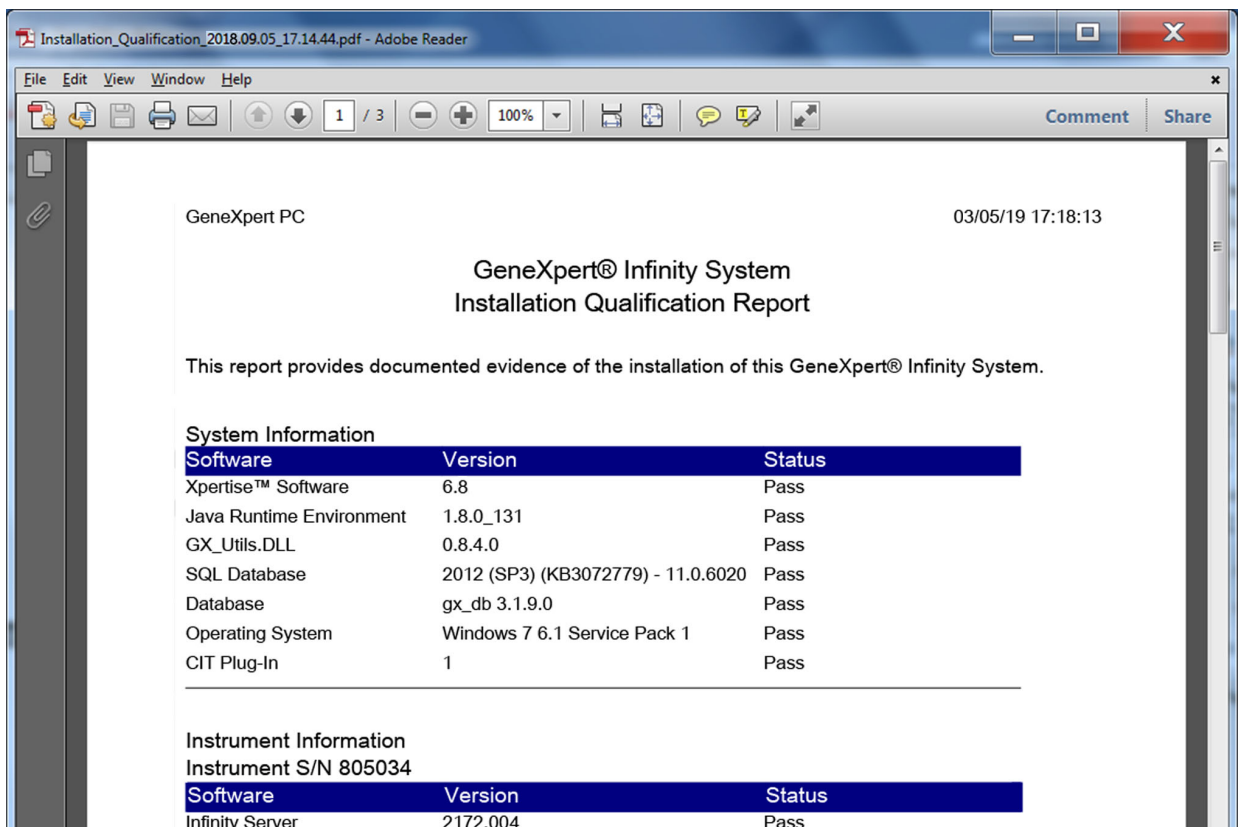 Installation_Qualification_2018.09.05_17.14.44.pdf - Adobe Reader
File Edit View Window Help
1 / 3 100% Comment Share
GeneXpert PC 03/05/19 17:18:13
GeneXpert® Infinity System
Installation Qualification Report
This report provides documented evidence of the installation of this GeneXpert® Infinity System.
System Information
Software Version Status
Xpertise™ Software 6.8 Pass
Java Runtime Environment 1.8.0_131 Pass
GX_Utils.DLL 0.8.4.0 Pass
SQL Database 2012 (SP3) (KB3072779) - 11.0.6020 Pass
Database gx_db 3.1.9.0 Pass
Operating System Windows 7 6.1 Service Pack 1 Pass
CIT Plug-In 1 Pass
Instrument Information
Instrument S/N 805034
Software Version Status
Infinity Server 2172.004 Pass